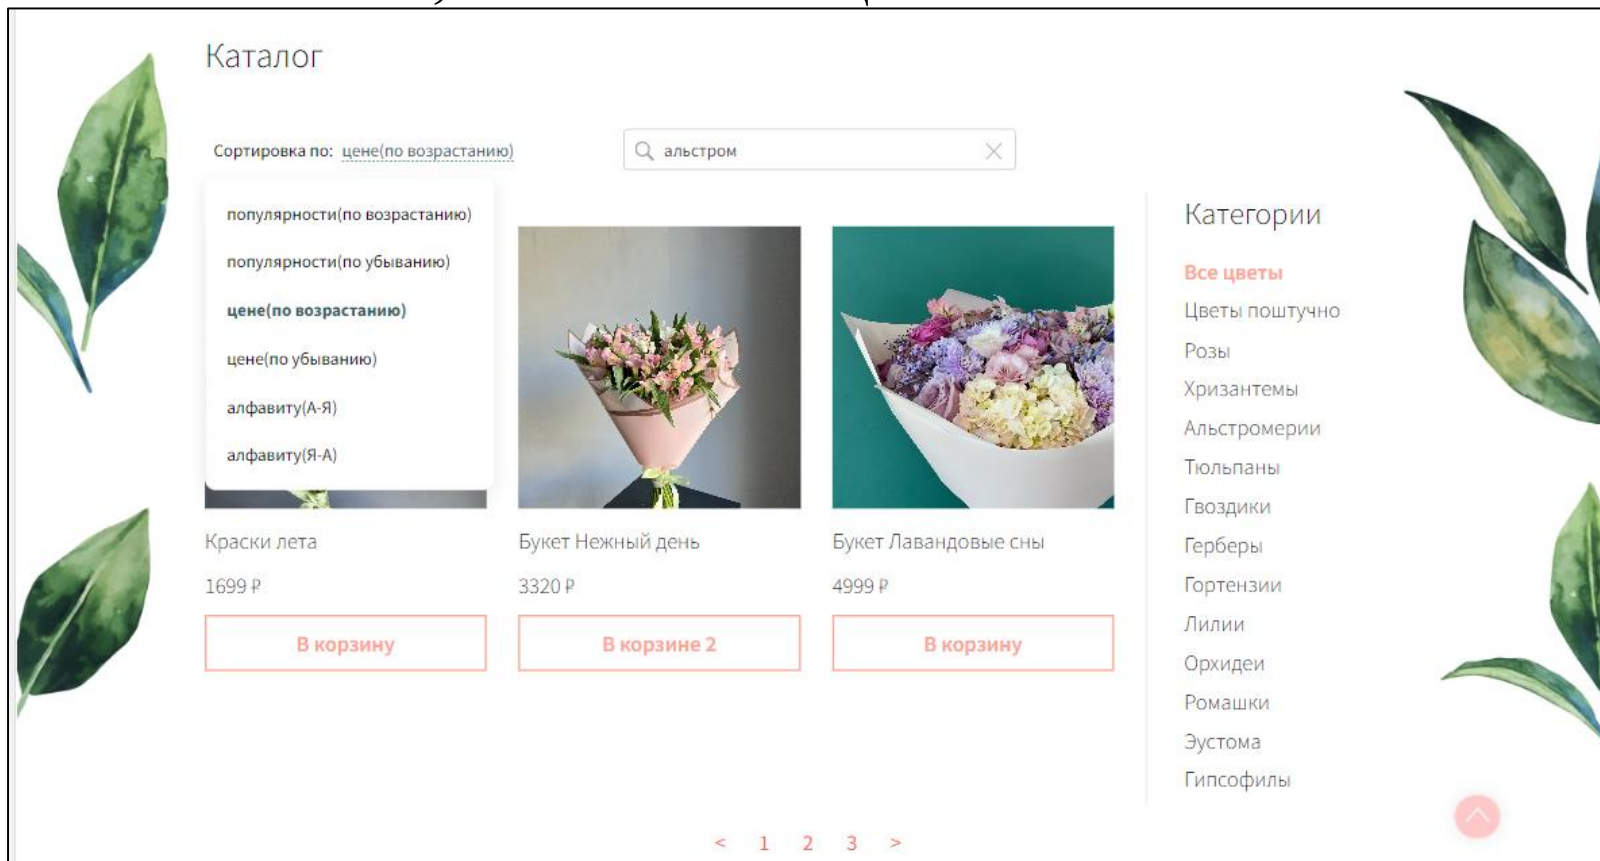 Каталог
Сортировка по: цене(по возрастанию)
альстром
популярности(по возрастанию)
популярности(по убыванию)
цене(по возрастанию)
цене(по убыванию)
алфавиту(А-Я)
алфавиту(Я-А)
Краски лета
1699 ₽
В корзину
Букет Нежный день
3320 ₽
В корзине 2
Букет Лавандовые сны
4999 ₽
В корзину
Категории
Все цветы
Цветы поштучно
Розы
Хризантемы
Альстромерии
Тюльпаны
Гвоздики
Герберы
Гортензии
Лилии
Орхидеи
Ромашки
Эустома
Гипсофилы
< 1 2 3 >